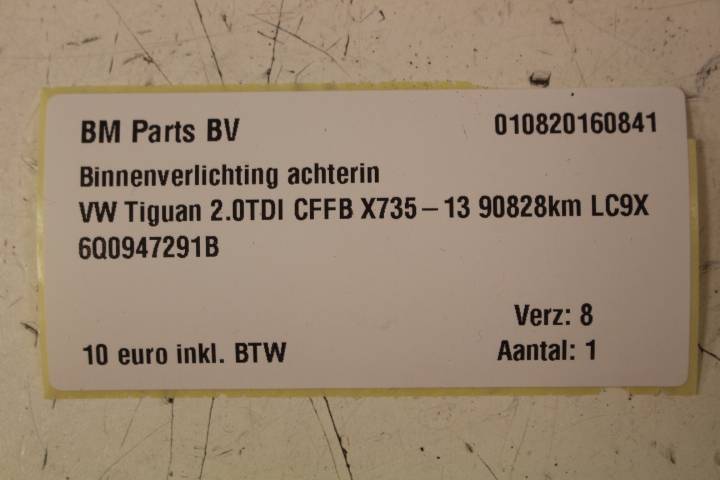 BM Parts BV 010820160841
Binnenverlichting achterin
VW Tiguan 2.0TDI CFFB X735-13 90828km LC9X
6Q0947291B
Verz: 8
10 euro inkl. BTW Aantal: 1